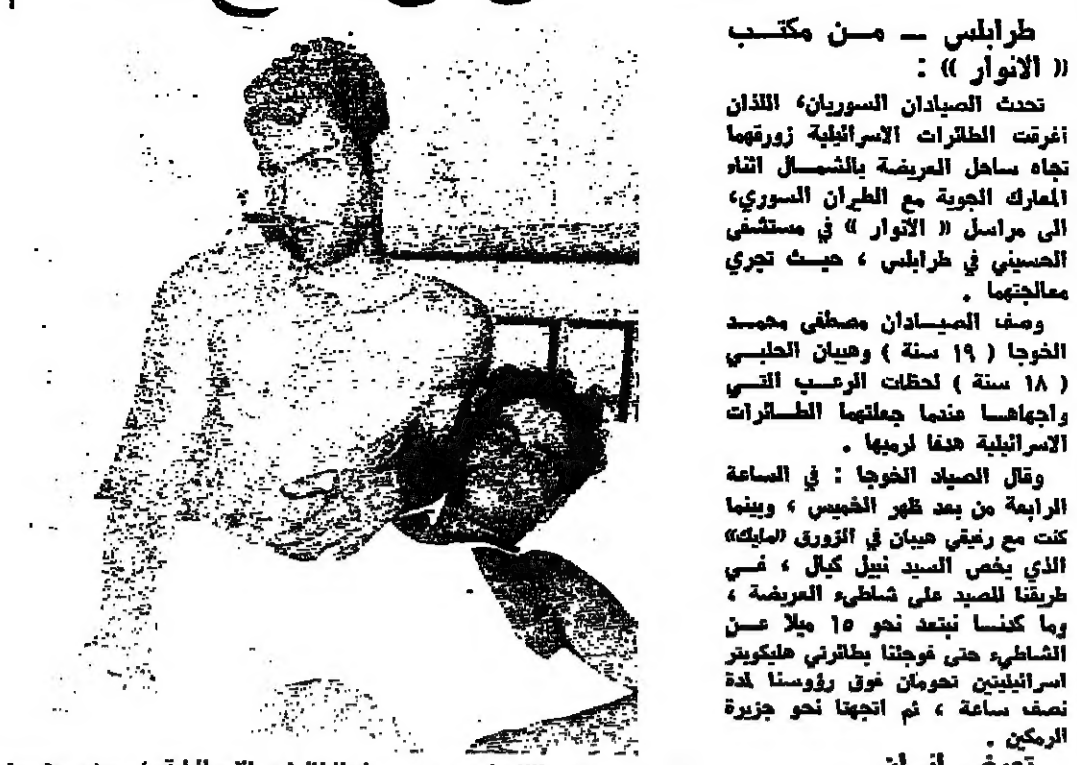 طرابلس — من مكتب
« الانوار » :
تحدث الصيادان السوريان، اللذان
أغرقت الطائرات الاسرائيلية زورقهما
تجاه ساحل العريضة بالشمال اثناء
المعارك الجوية مع الطيران السوري،
الى مراسل « الانوار » في مستشفى
الحسيني في طرابلس ، حيث تجري
معالجتهما .
وصف الصيادان مصطفى محمد
الخوجا ( ١٩ سنة ) وهيبان الحلبي
( ١٨ سنة ) لحظات الرعب التي
واجهاها عندما جعلتهما الطائرات
الاسرائيلية هدفا لرميها .
وقال الصياد الخوجا : في الساعة
الرابعة من بعد ظهر الخميس ، وبينما
كنت مع رفيقي هيبان في الزورق «مايك»
الذي يخص السيد نبيل كيال ، في
طريقنا للصيد على شاطىء العريضة ،
وما كدنا نبتعد نحو ١٥ ميلا عن
الشاطىء حتى فوجئنا بطائرتي هليكوبتر
اسرائيليتين تحومان فوق رؤوسنا لمدة
نصف ساعة ، ثم اتجهتا نحو جزيرة
الرمكين .